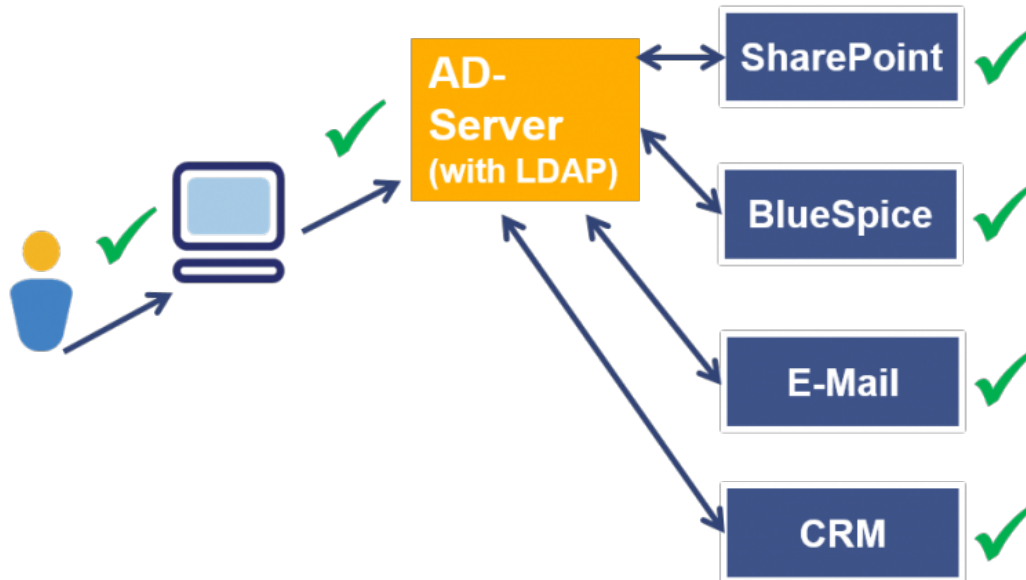 AD-
Server
(with LDAP)
SharePoint
BlueSpice
E-Mail
CRM